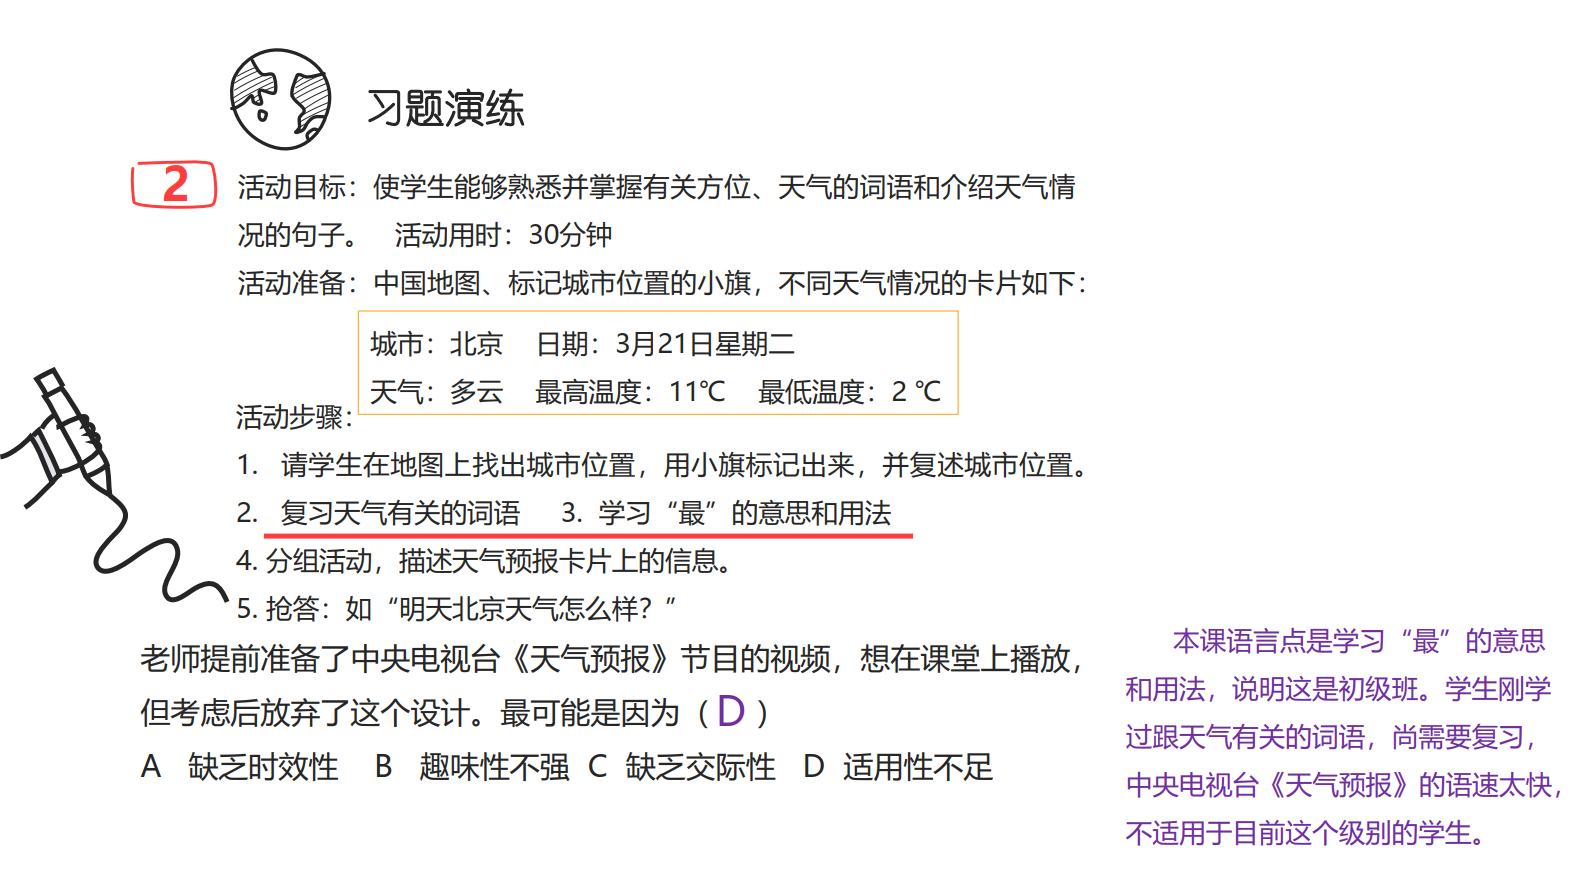 习题演练
2
活动目标：使学生能够熟悉并掌握有关方位、天气的词语和介绍天气情
况的句子。 活动用时：30分钟
活动准备：中国地图、标记城市位置的小旗，不同天气情况的卡片如下：
城市：北京 日期：3月21日星期二
天气：多云 最高温度：11℃ 最低温度：2 ℃
活动步骤：
1. 请学生在地图上找出城市位置，用小旗标记出来，并复述城市位置。
2. 复习天气有关的词语 3. 学习“最”的意思和用法
4. 分组活动，描述天气预报卡片上的信息。
5. 抢答：如“明天北京天气怎么样？”
老师提前准备了中央电视台《天气预报》节目的视频，想在课堂上播放，
但考虑后放弃了这个设计。最可能是因为（D）
A 缺乏时效性 B 趣味性不强 C 缺乏交际性 D 适用性不足
本课语言点是学习“最”的意思
和用法，说明这是初级班。学生刚学
过跟天气有关的词语，尚需要复习，
中央电视台《天气预报》的语速太快，
不适用于目前这个级别的学生。